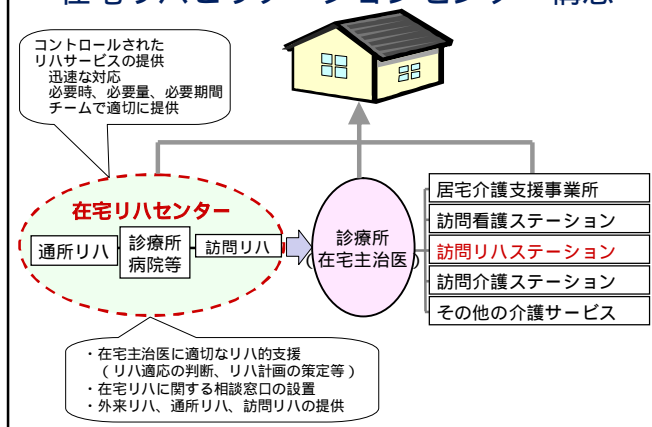 在宅リハビリテーションセンター構想
コントロールされた
リハサービスの提供
迅速な対応
必要時、必要量、必要期間
チームで適切に提供
在宅リハセンター
通所リハ
診療所
病院等
訪問リハ
診療所
(在宅主治医)
居宅介護支援事業所
訪問看護ステーション
訪問リハステーション
訪問介護ステーション
その他の介護サービス
・在宅主治医に適切なリハ的支援
(リハ適応の判断、リハ計画の策定等)
・在宅リハに関する相談窓口の設置
・外来リハ、通所リハ、訪問リハの提供